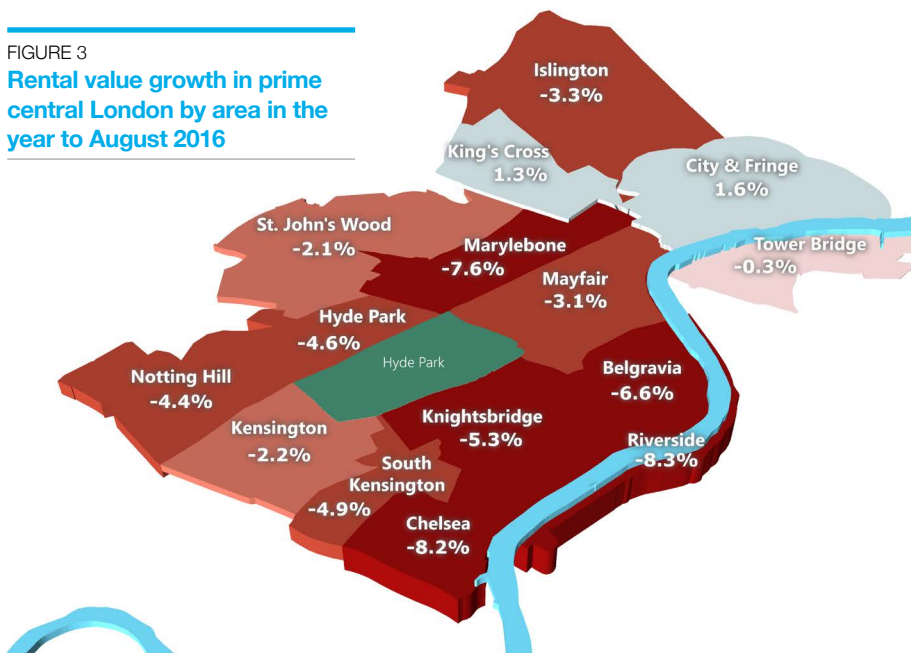 FIGURE 3
Rental value growth in prime
central London by area in the
year to August 2016
Islington
-3.3%
King's Cross
1.3%
City & Fringe
1.6%
St. John's Wood
-2.1%
Marylebone
-7.6%
Tower Bridge
-0.3%
Mayfair
-3.1%
Hyde Park
-4.6%
Hyde Park
Notting Hill
-4.4%
Belgravia
-6.6%
Kensington
-2.2%
Knightsbridge
-5.3%
Riverside
-8.3%
South
Kensington
-4.9%
Chelsea
-8.2%